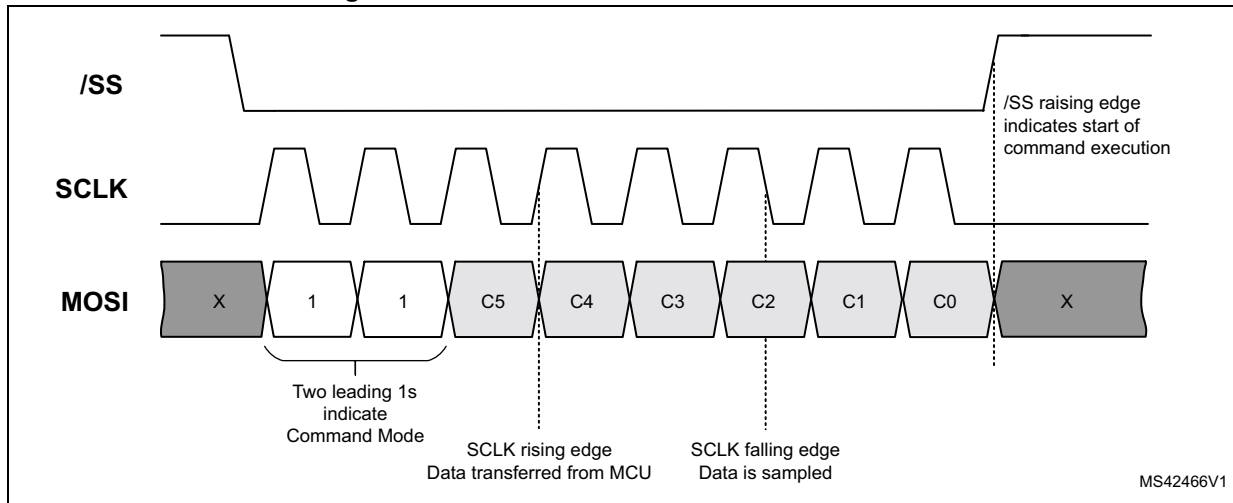 /SS
/SS raising edge
indicates start of
command execution
SCLK
MOSI
X 1 1 C5 C4 C3 C2 C1 C0 X
Two leading 1s
indicate
Command Mode
SCLK rising edge
Data transferred from MCU
SCLK falling edge
Data is sampled
MS42466V1